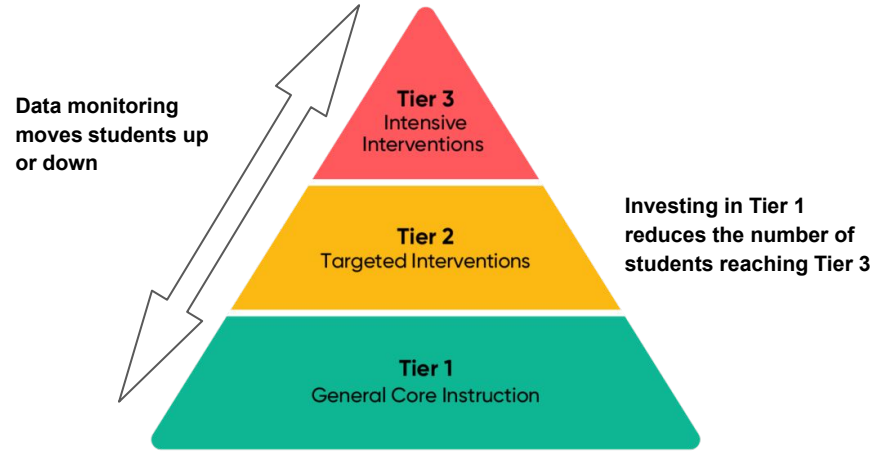 Data monitoring
moves students up
or down
Tier 3
Intensive
Interventions
Tier 2
Targeted Interventions
Tier 1
General Core Instruction
Investing in Tier 1
reduces the number of
students reaching Tier 3